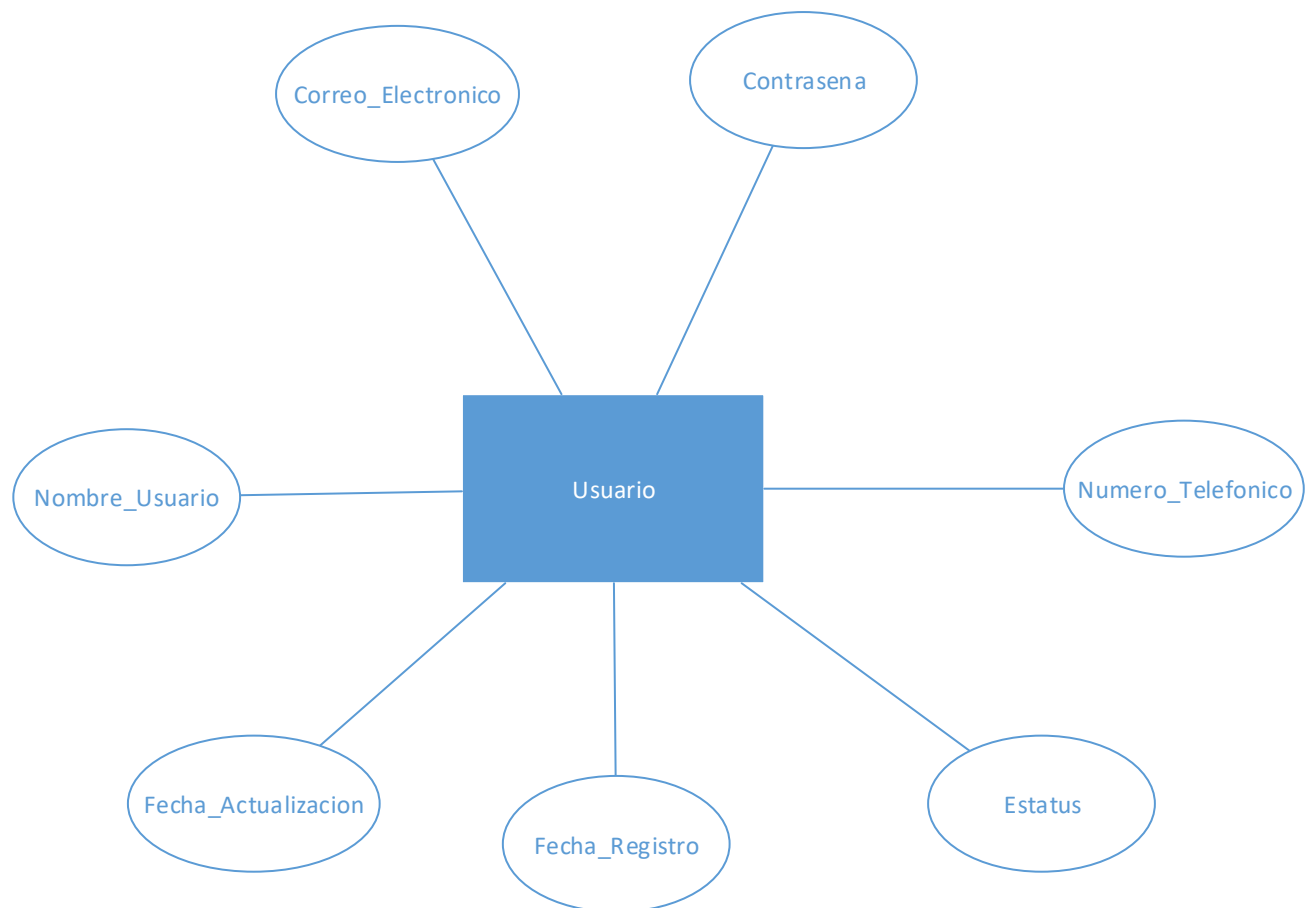 Contrasena
Correo_Electronico
Usuario
Numero_Telefonico
Nombre_Usuario
Fecha_Actualizacion
Estatus
Fecha_Registro